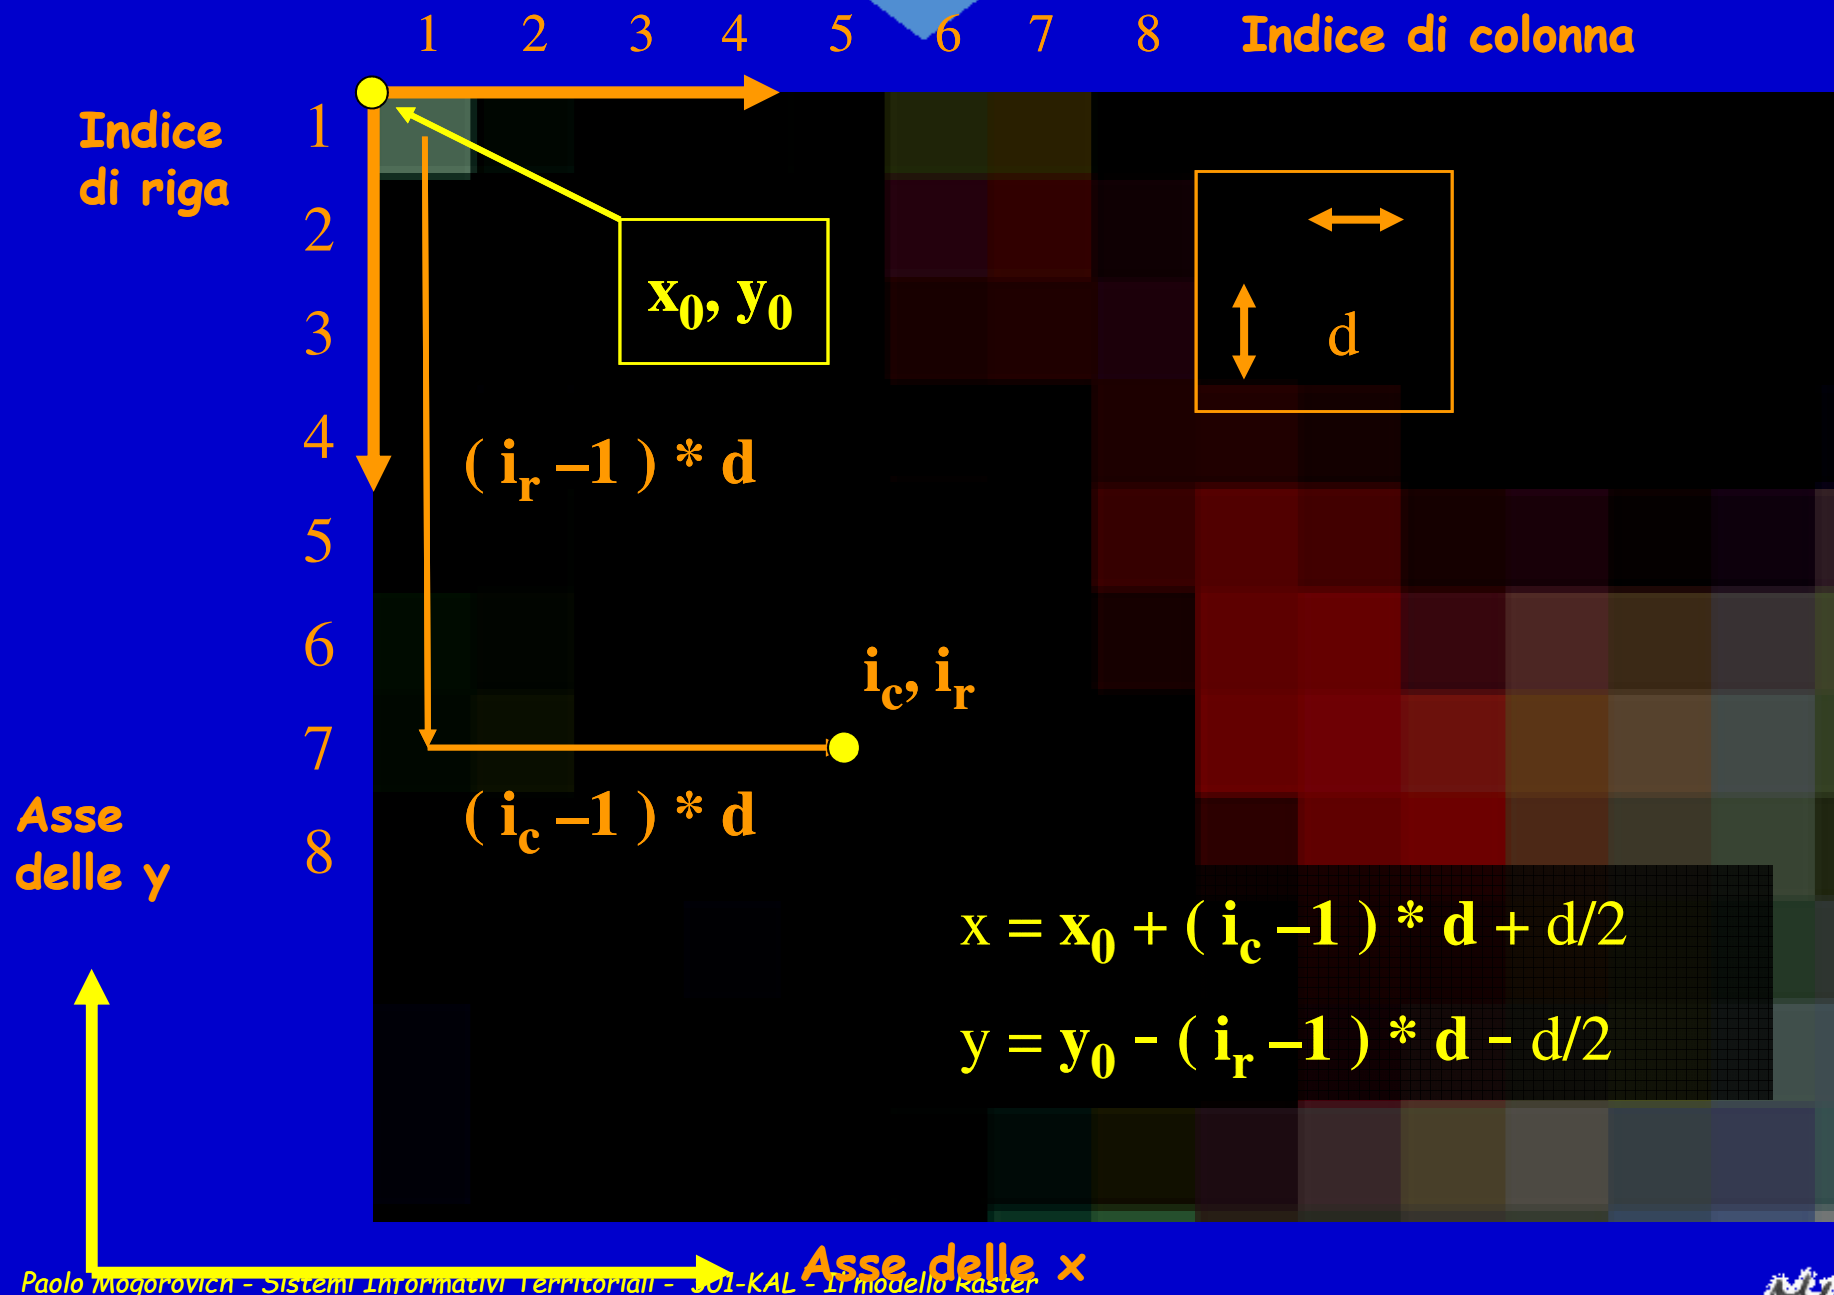 1 2 3 4 5 6 7 8 Indice di colonna
Indice
di riga
1
2
3
4
5
6
7
8
x0, y0
d
( ir –1 ) * d
ic, ir
( ic –1 ) * d
Asse
delle y
x = x0 + ( ic –1 ) * d + d/2
y = y0 - ( ir –1 ) * d - d/2
Asse delle x
Paolo Mogorovich - Sistemi Informativi Territoriali - -KAL - Il modello Raster